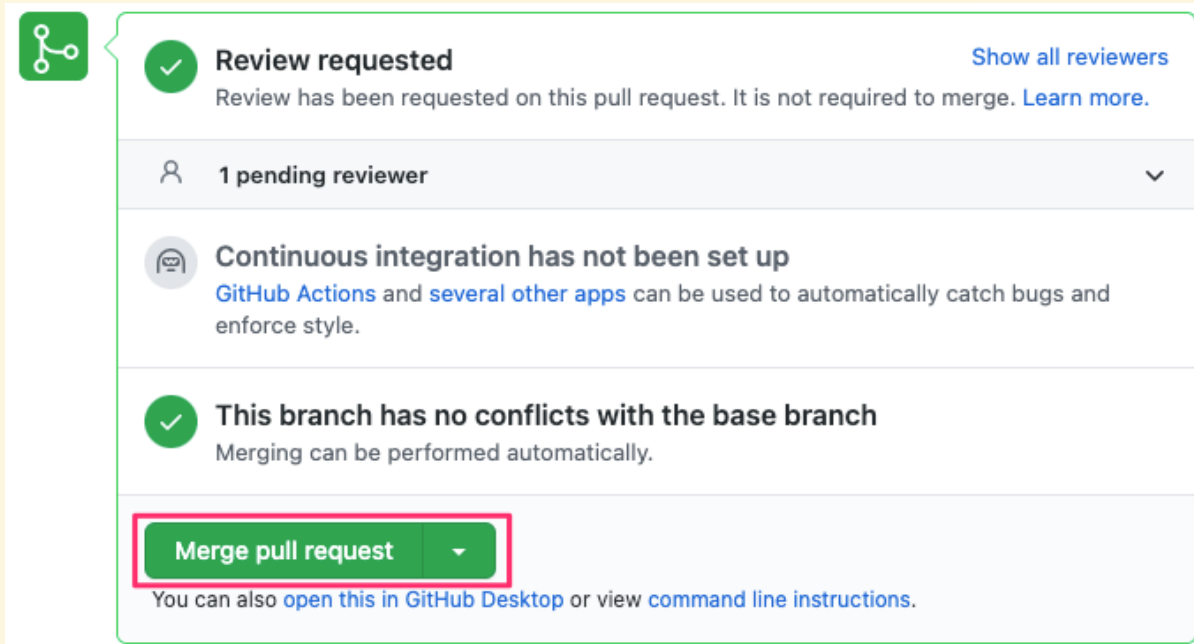 Review requested
Show all reviewers
Review has been requested on this pull request. It is not required to merge. Learn more.
1 pending reviewer
Continuous integration has not been set up
GitHub Actions and several other apps can be used to automatically catch bugs and
enforce style.
This branch has no conflicts with the base branch
Merging can be performed automatically.
Merge pull request
You can also open this in GitHub Desktop or view command line instructions.